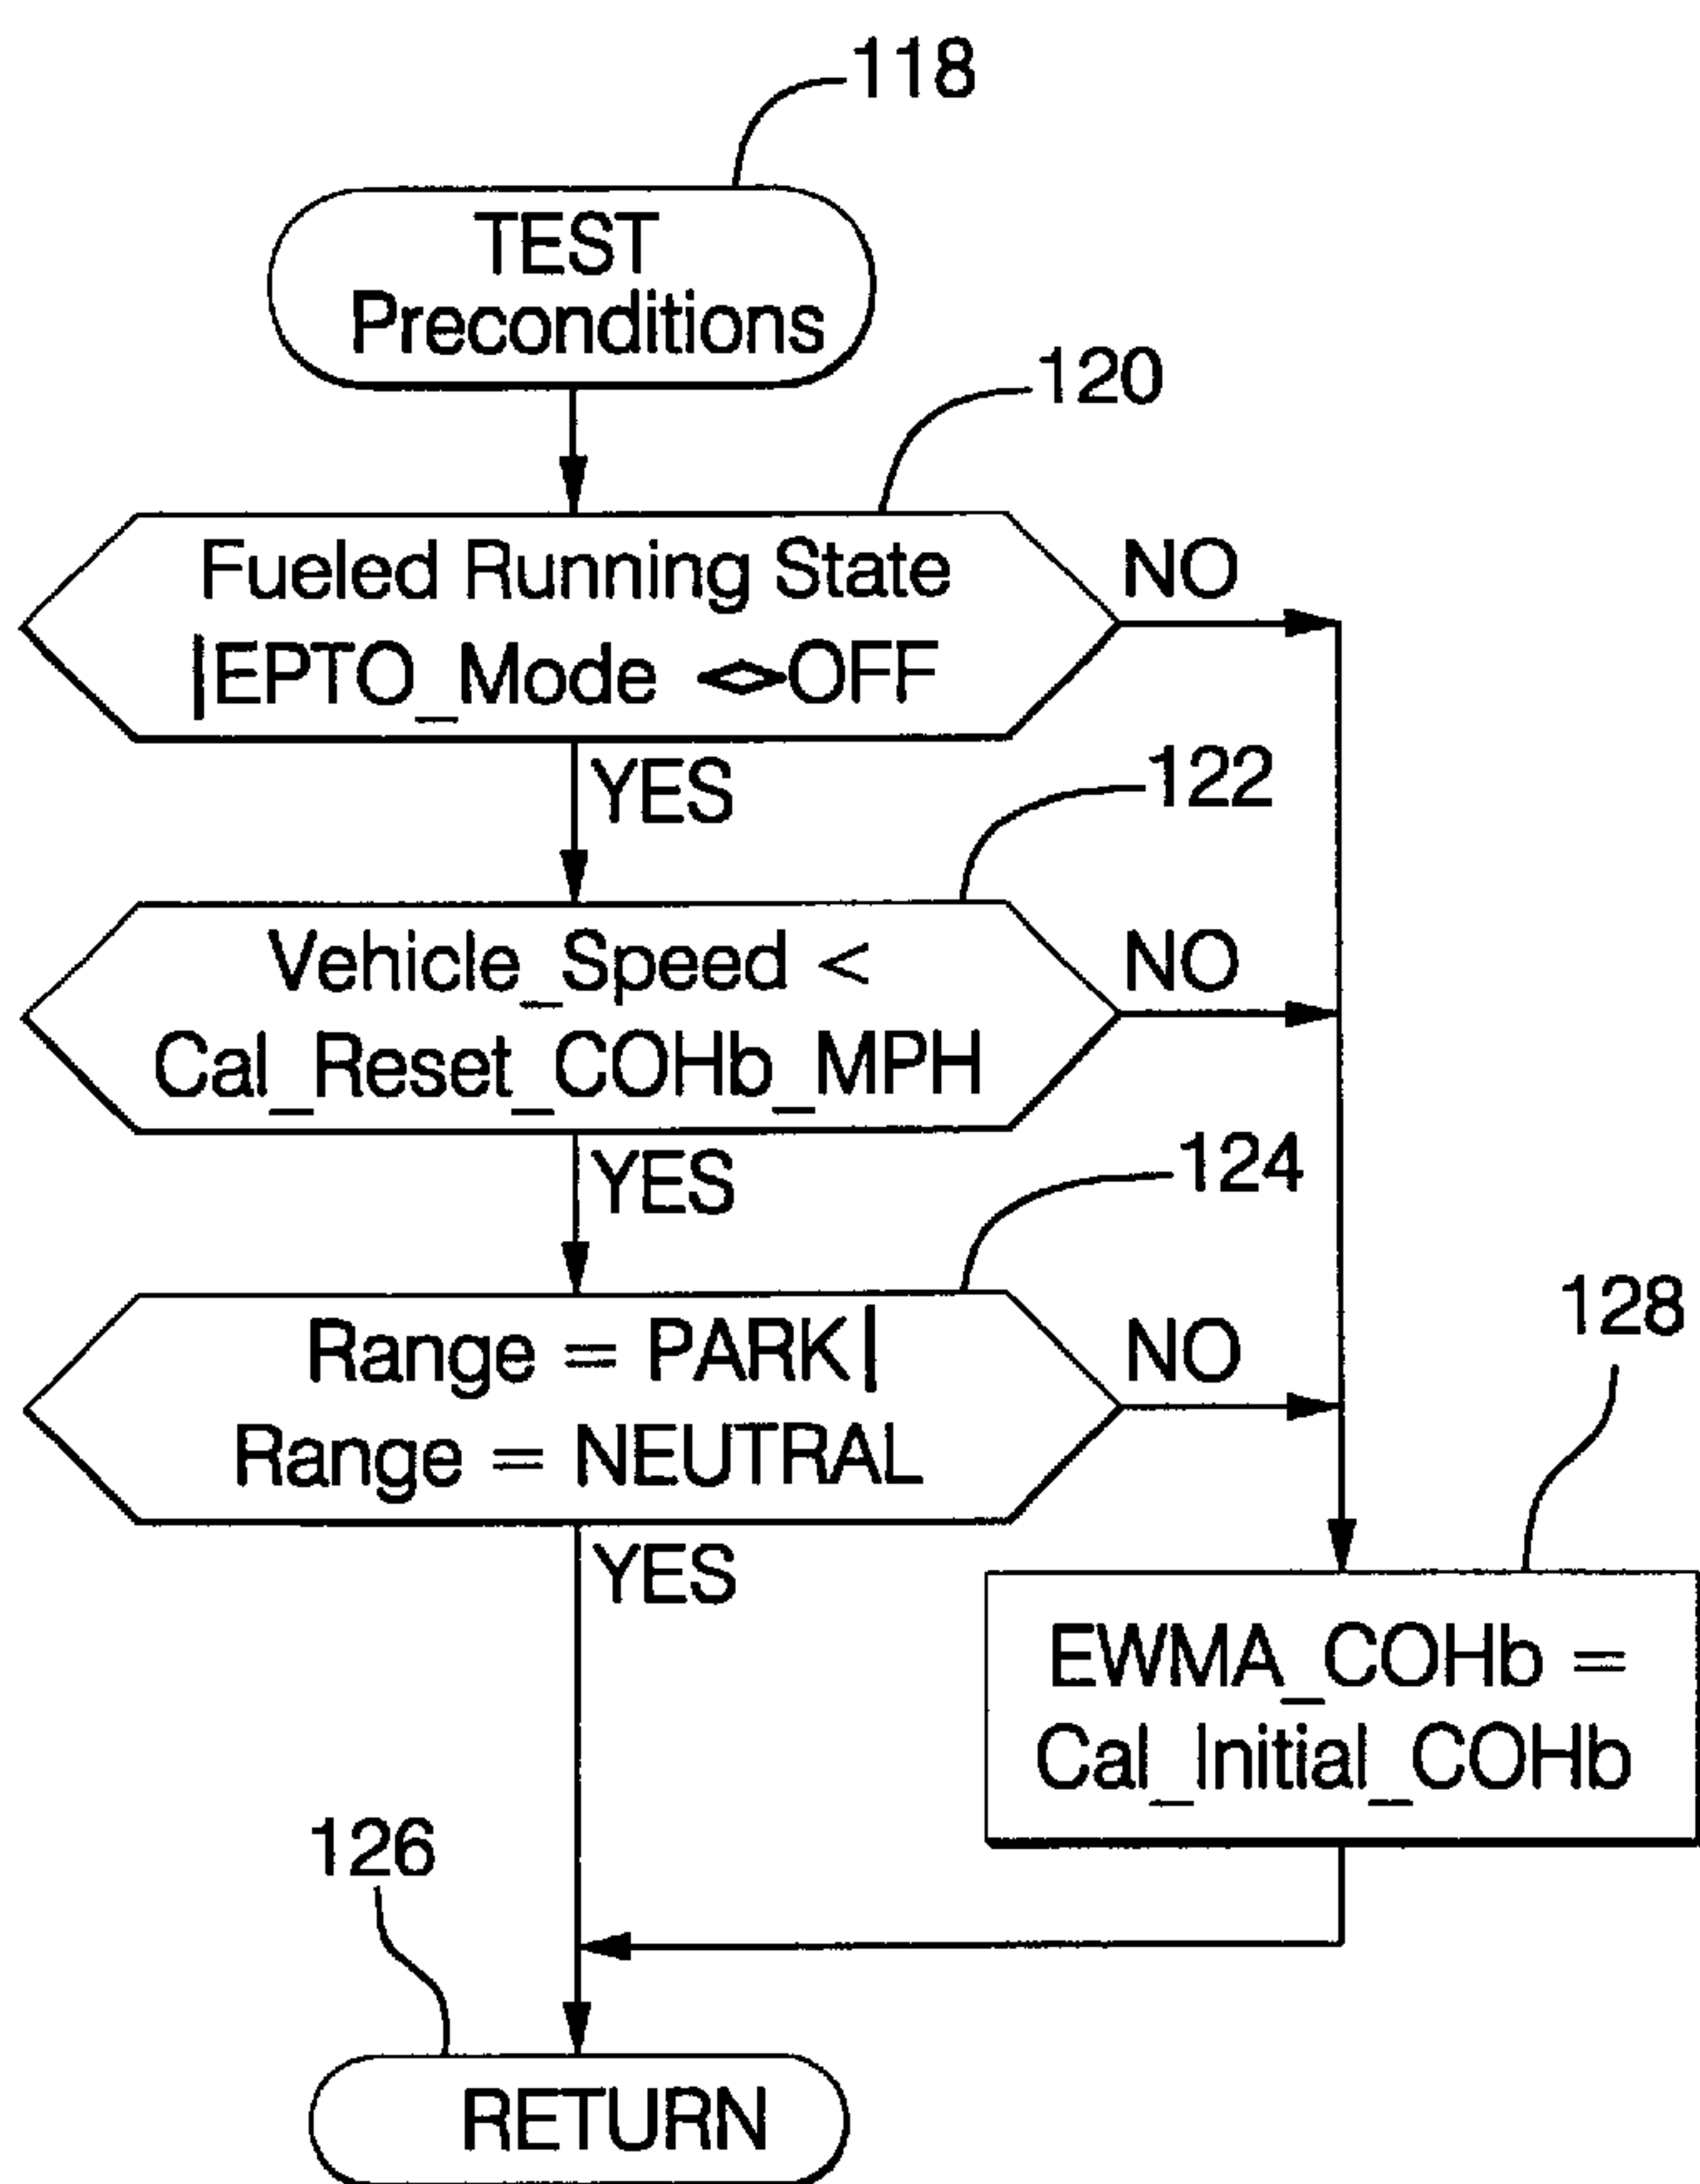 118
TEST
Preconditions
120
Fueled Running State
|EPTO_Mode <>OFF
NO
YES
122
Vehicle_Speed <
Cal_Reset_COHb_MPH
NO
YES
124
Range = PARK|
Range = NEUTRAL
NO
YES
128
EWMA_COHb =
Cal_Initial_COHb
126
RETURN